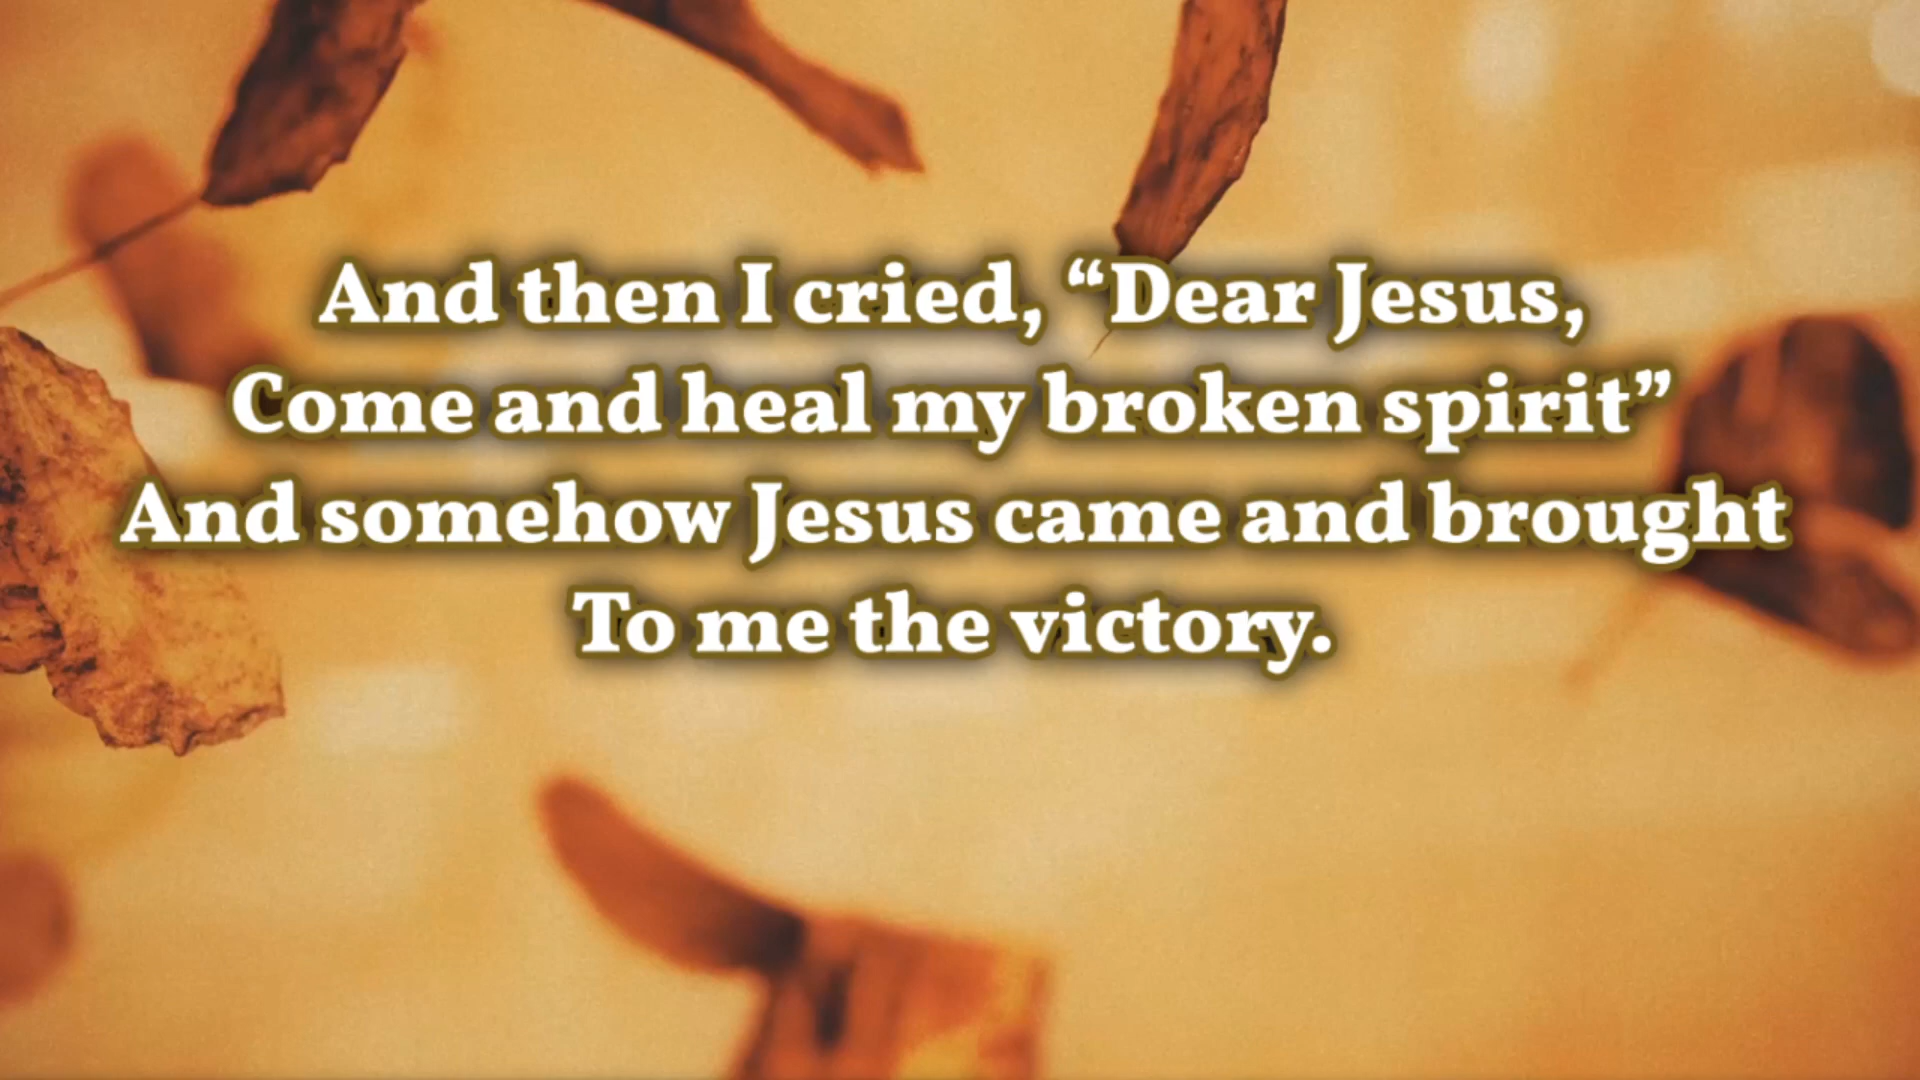 And then I cried, “Dear Jesus,
Come and heal my broken spirit”
And somehow Jesus came and brought
To me the victory.